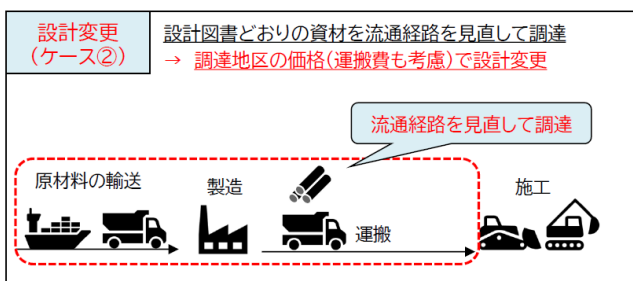 設計変更
(ケース②)
設計図書どおりの資材を流通経路を見直して調達
→ 調達地区の価格(運搬費も考慮)で設計変更
流通経路を見直して調達
原材料の輸送
製造
運搬
施工